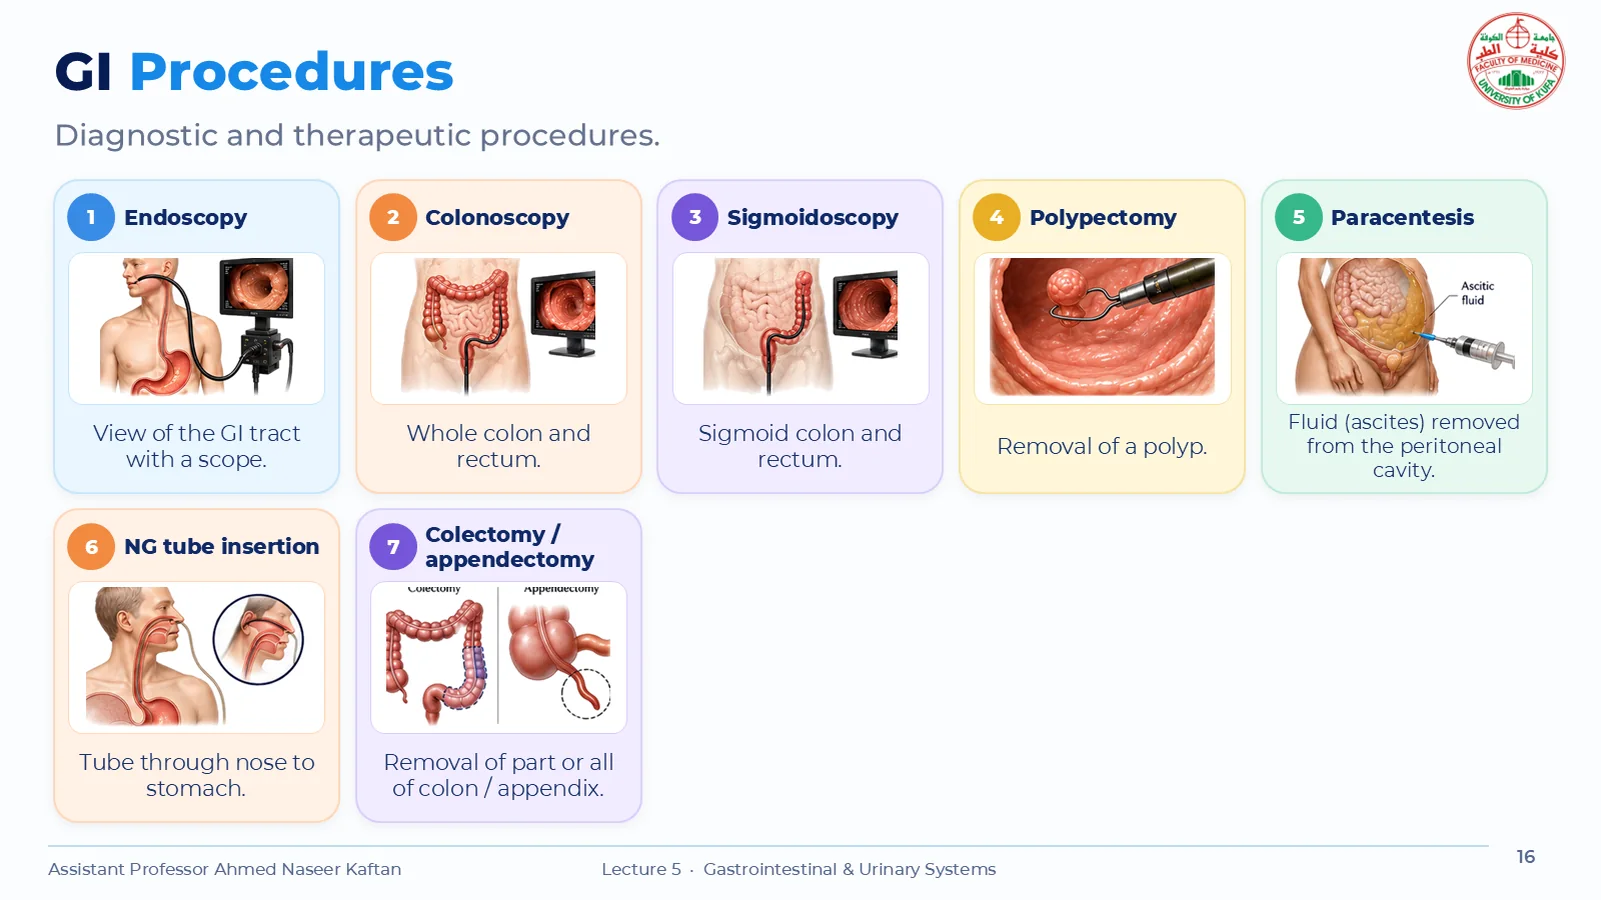 GI Procedures
Diagnostic and therapeutic procedures.
جامعة الكوفة
كلية الطب
FACULTY OF MEDICINE
UNIVERSITY OF KUFA
1 Endoscopy
View of the GI tract
with a scope.
2 Colonoscopy
Whole colon and
rectum.
3 Sigmoidoscopy
Sigmoid colon and
rectum.
4 Polypectomy
Removal of a polyp.
5 Paracentesis
Ascitic
fluid
Fluid (ascites) removed
from the peritoneal
cavity.
6 NG tube insertion
Tube through nose to
stomach.
7 Colectomy /
appendectomy
Colectomy
Appendectomy
Removal of part or all
of colon / appendix.
Assistant Professor Ahmed Naseer Kaftan
Lecture 5 · Gastrointestinal & Urinary Systems
16